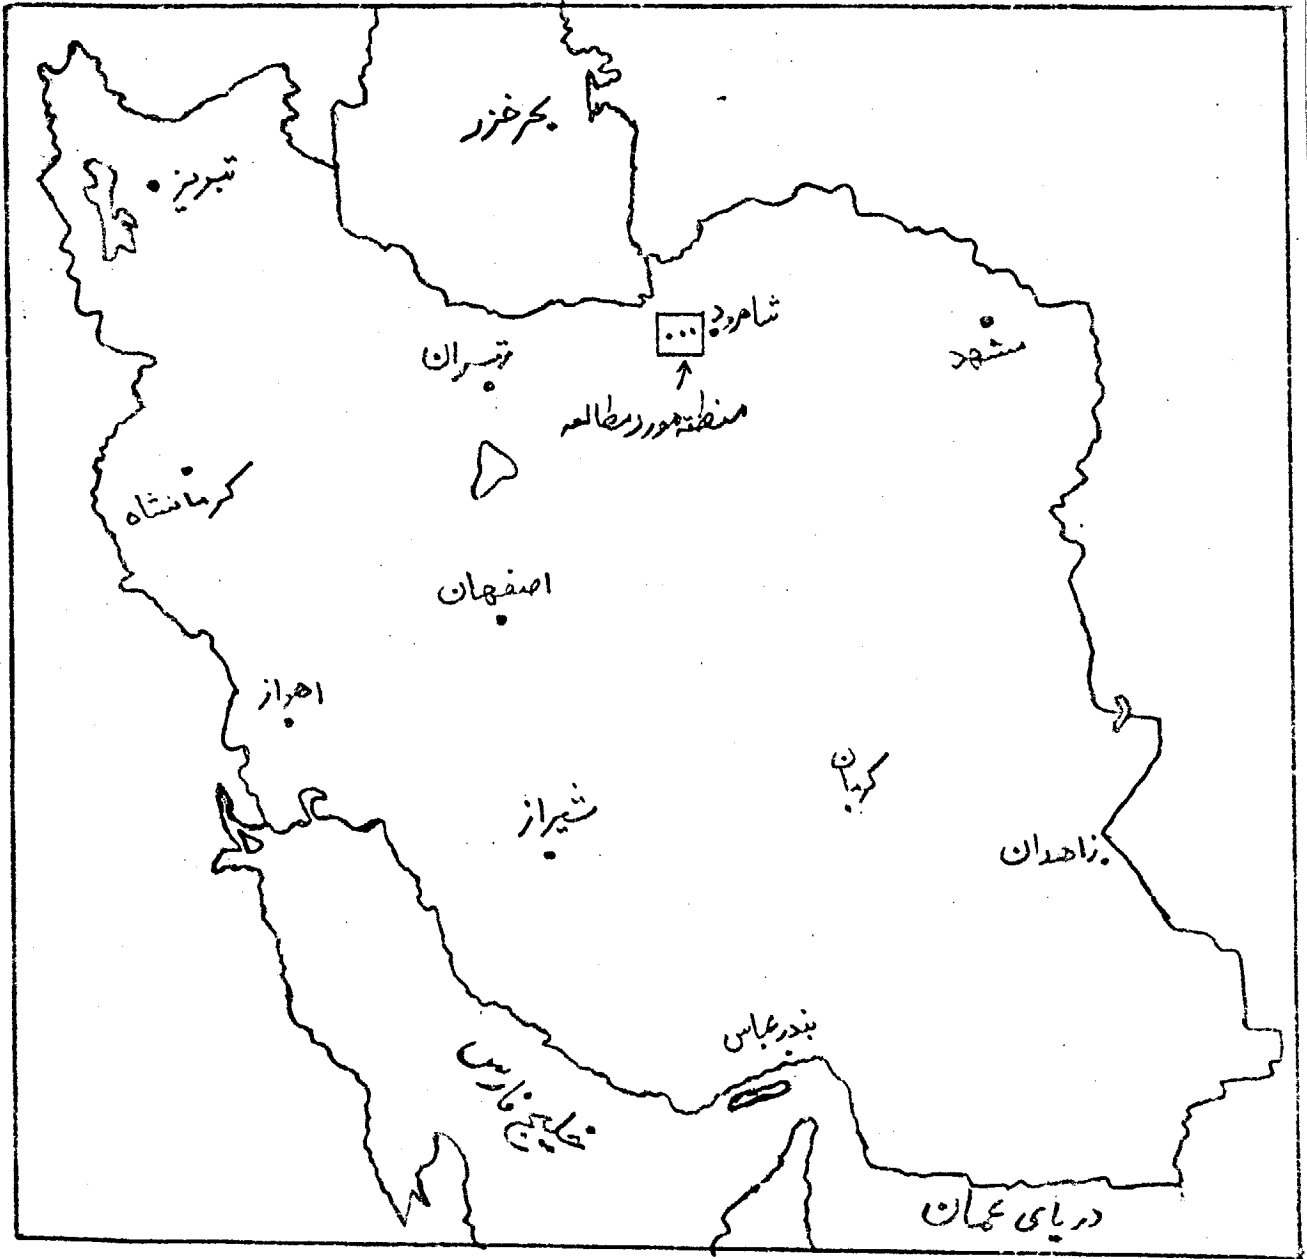 بحر خزر
تبریز
شاهرود
تهران
مشهد
منطقه مورد مطالعه
کرمانشاه
اصفهان
اهواز
کرمان
شیراز
زاهدان
بندرعباس
خلیج فارس
دریای عمان